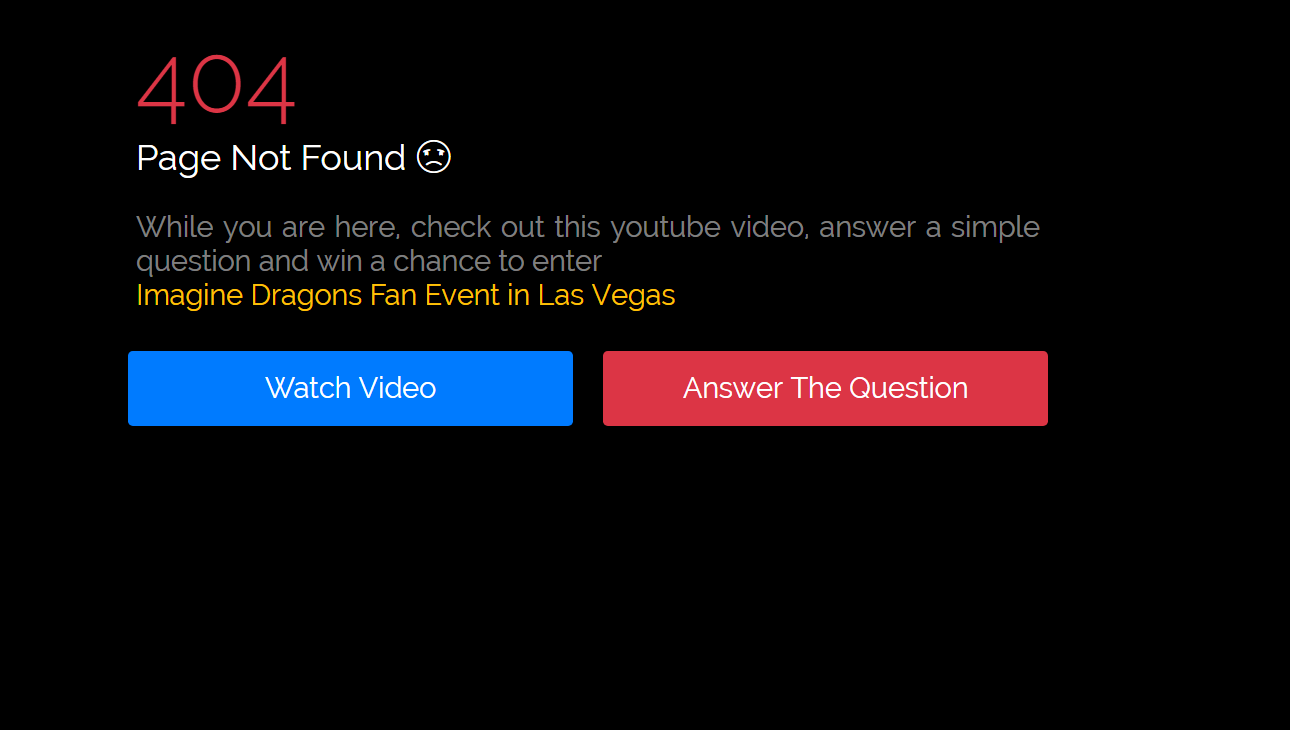 404
Page Not Found
While you are here, check out this youtube video, answer a simple
question and win a chance to enter
Imagine Dragons Fan Event in Las Vegas
Watch Video
Answer The Question